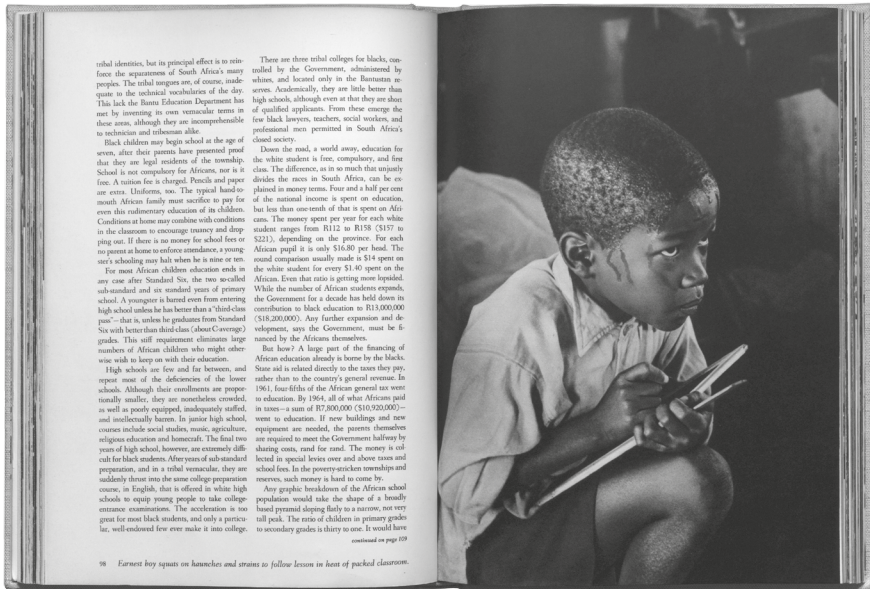 tribal identities, but its principal effect is to rein-
force the separateness of South Africa's many
peoples. The tribal tongues are, of course, inade-
quate to the technical vocabularies of the day.
This lack the Bantu Education Department has
met by inventing its own vernacular terms in
these areas, although they are incomprehensible
to technician and tribesman alike.
Black children may begin school at the age of
seven, after their parents have presented proof
that they are legal residents of the township.
School is not compulsory for Africans, nor is it
free. A tuition fee is charged. Pencils and paper
are extra. Uniforms, too. The typical hand-to-
mouth African family must sacrifice to pay for
even this rudimentary education of its children.
Conditions at home may combine with conditions
in the classroom to encourage truancy and drop-
ping out. If there is no money for school fees or
no parent at home to enforce attendance, a young-
ster's schooling may halt when he is nine or ten.
For most African children education ends in
any case after Standard Six, the two so-called
sub-standard and six standard years of primary
school. A youngster is barred even from entering
high school unless he has better than a "third-class
pass"—that is, unless he graduates from Standard
Six with better than third-class (about C-average)
grades. This stiff requirement eliminates large
numbers of African children who might other-
wise wish to keep on with their education.
High schools are few and far between, and
repeat most of the deficiencies of the lower
schools. Although their enrollments are propor-
tionally smaller, they are nonetheless crowded,
as well as poorly equipped, inadequately staffed,
and intellectually barren. In junior high school,
courses include social studies, music, agriculture,
religious education and homecraft. The final two
years of high school, however, are extremely diffi-
cult for black students. After years of sub-standard
preparation, and in a tribal vernacular, they are
suddenly thrust into the same college-preparation
course, in English, that is offered in white high
schools to equip young people to take college-
entrance examinations. The acceleration is too
great for most black students, and only a particu-
lar, well-endowed few ever make it into college.
There are three tribal colleges for blacks, con-
trolled by the Government, administered by
whites, and located only in the Bantustan re-
serves. Academically, they are little better than
high schools, although even at that they are short
of qualified applicants. From these emerge the
few black lawyers, teachers, social workers, and
professional men permitted in South Africa's
closed society.
Down the road, a world away, education for
the white student is free, compulsory, and first
class. The difference, as in so much that unjustly
divides the races in South Africa, can be ex-
plained in money terms. Four and a half per cent
of the national income is spent on education,
but less than one-tenth of that is spent on Afri-
cans. The money spent per year for each white
student ranges from R112 to R158 ($157 to
$221), depending on the province. For each
African pupil it is only $16.80 per head. The
round comparison usually made is $14 spent on
the white student for every $1.40 spent on the
African. Even that ratio is getting more lopsided.
While the number of African students expands,
the Government for a decade has held down its
contribution to black education to R13,000,000
($18,200,000). Any further expansion and de-
velopment, says the Government, must be fi-
nanced by the Africans themselves.
But how? A large part of the financing of
African education already is borne by the blacks.
State aid is related directly to the taxes they pay,
rather than to the country's general revenue. In
1961, four-fifths of the African general tax went
to education. By 1964, all of what Africans paid
in taxes—a sum of R7,800,000 ($10,920,000)—
went to education. If new buildings and new
equipment are needed, the parents themselves
are required to meet the Government halfway by
sharing costs, rand for rand. The money is col-
lected in special levies over and above taxes and
school fees. In the poverty-stricken townships and
reserves, such money is hard to come by.
Any graphic breakdown of the African school
population would take the shape of a broadly
based pyramid sloping flatly to a narrow, not very
tall peak. The ratio of children in primary grades
to secondary grades is thirty to one. It would have
continued on page 109
98 Earnest boy squats on haunches and strains to follow lesson in heat of packed classroom.